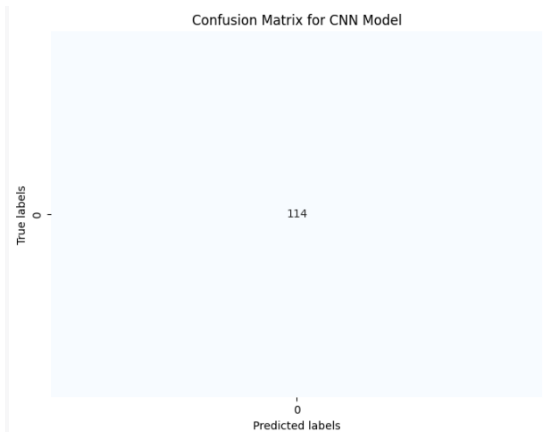 Confusion Matrix for CNN Model
True labels
0
114
0
Predicted labels